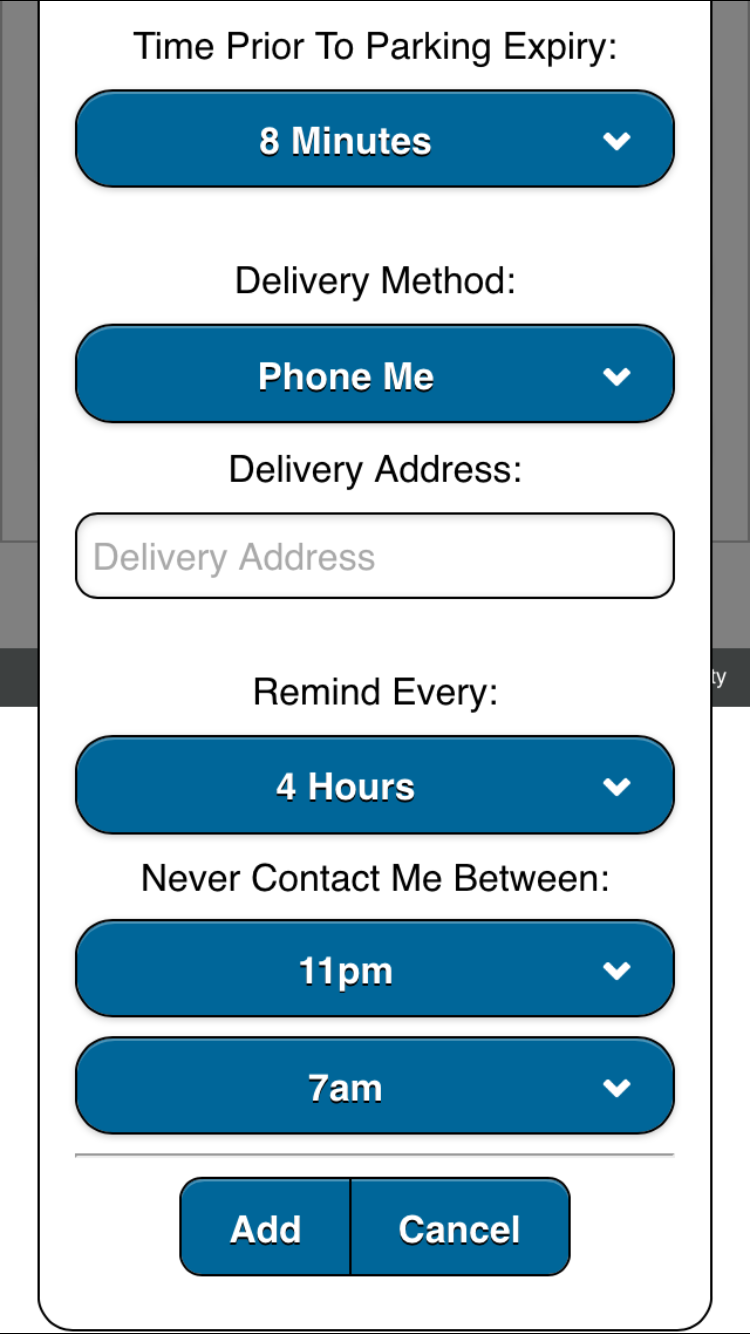 Time Prior To Parking Expiry:
8 Minutes
Delivery Method:
Phone Me
Delivery Address:
Delivery Address
Remind Every:
4 Hours
ty
Never Contact Me Between:
11pm
7am
Add
Cancel